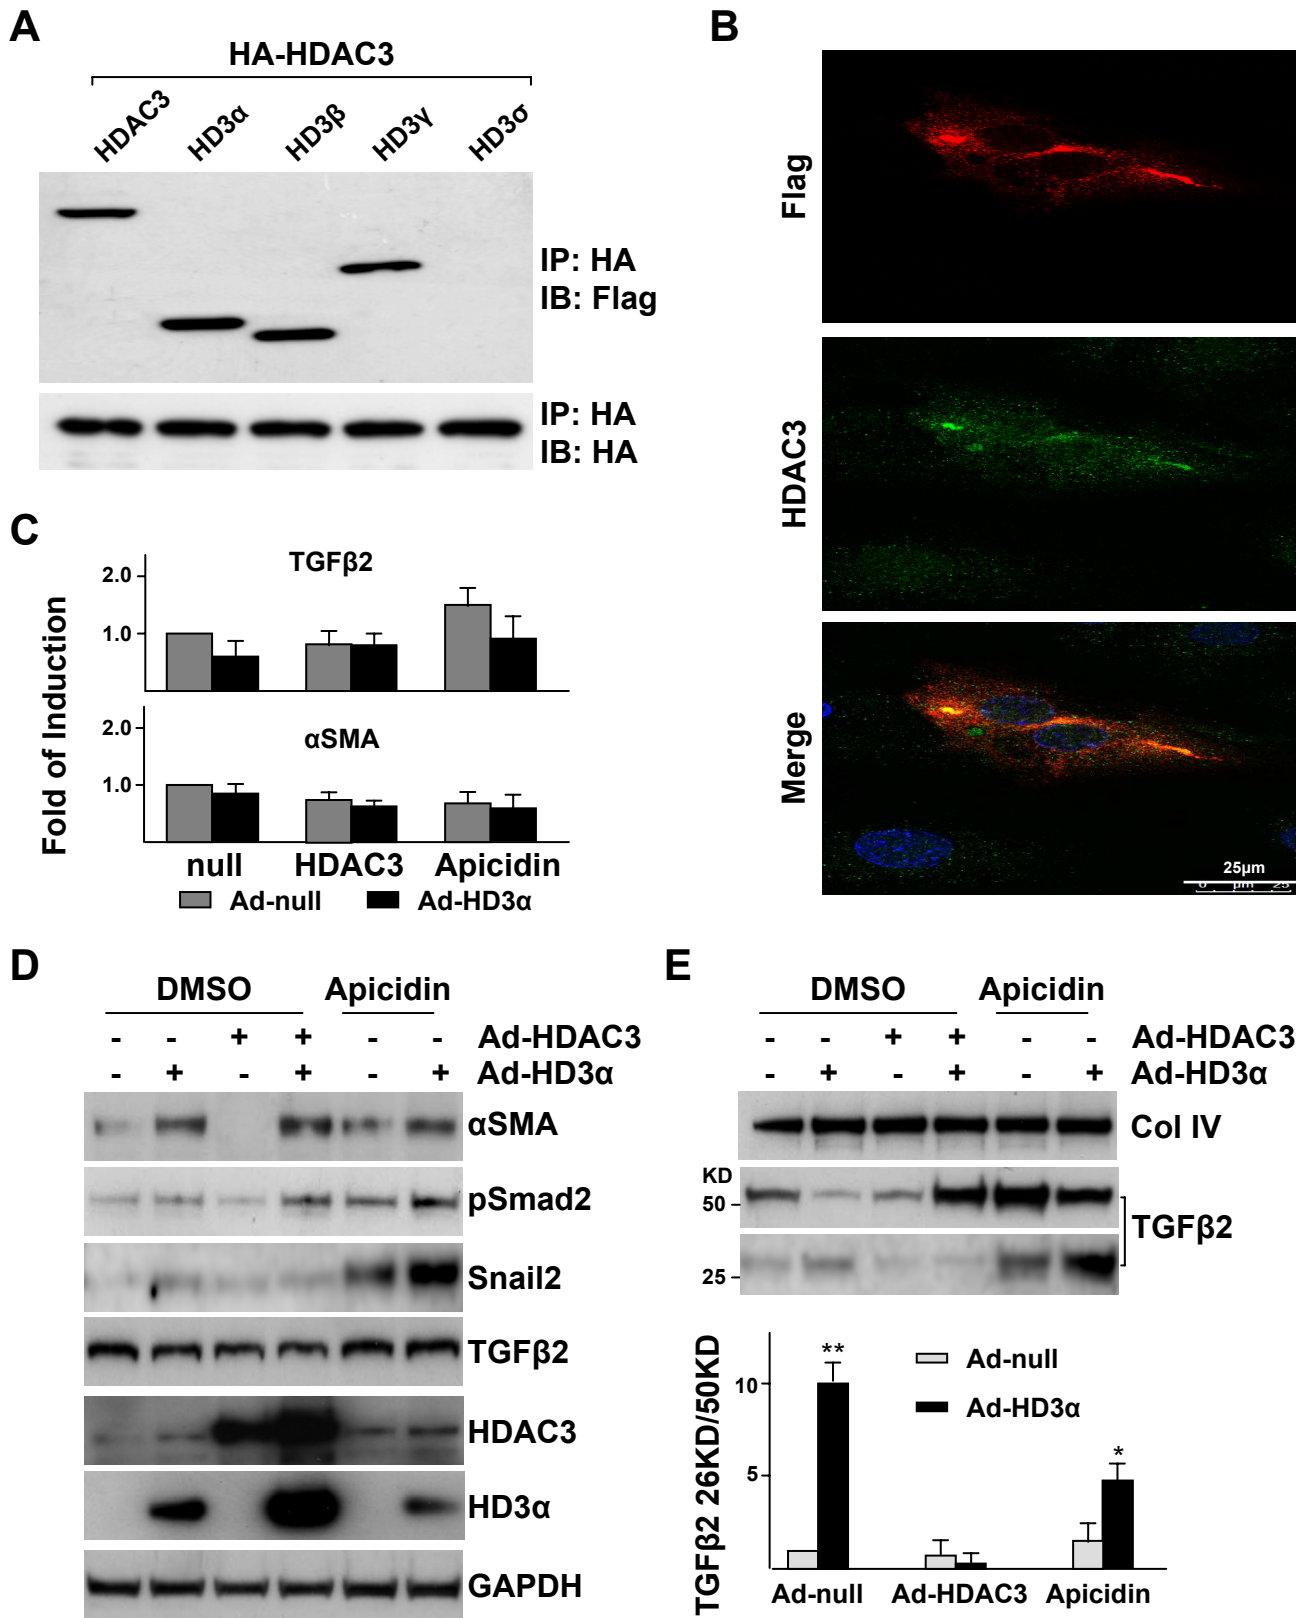 A
HA-HDAC3
HDAC3 HD3α HD3β HD3γ HD3σ
IP: HA
IB: Flag
IP: HA
IB: HA
B
Flag
HDAC3
Merge
25μm
0 μm 25
C
Fold of Induction
TGFβ2
2.0
1.0
αSMA
2.0
1.0
null HDAC3 Apicidin
Ad-null Ad-HD3α
D
DMSO Apicidin
- - + + - - Ad-HDAC3
- + - + - + Ad-HD3α
αSMA
pSmad2
Snail2
TGFβ2
HDAC3
HD3α
GAPDH
E
DMSO Apicidin
- - + + - - Ad-HDAC3
- + - + - + Ad-HD3α
Col IV
KD
50
TGFβ2
25
TGFβ2 26KD/50KD
10
5
** 
*
Ad-null
Ad-HD3α
Ad-null Ad-HDAC3 Apicidin